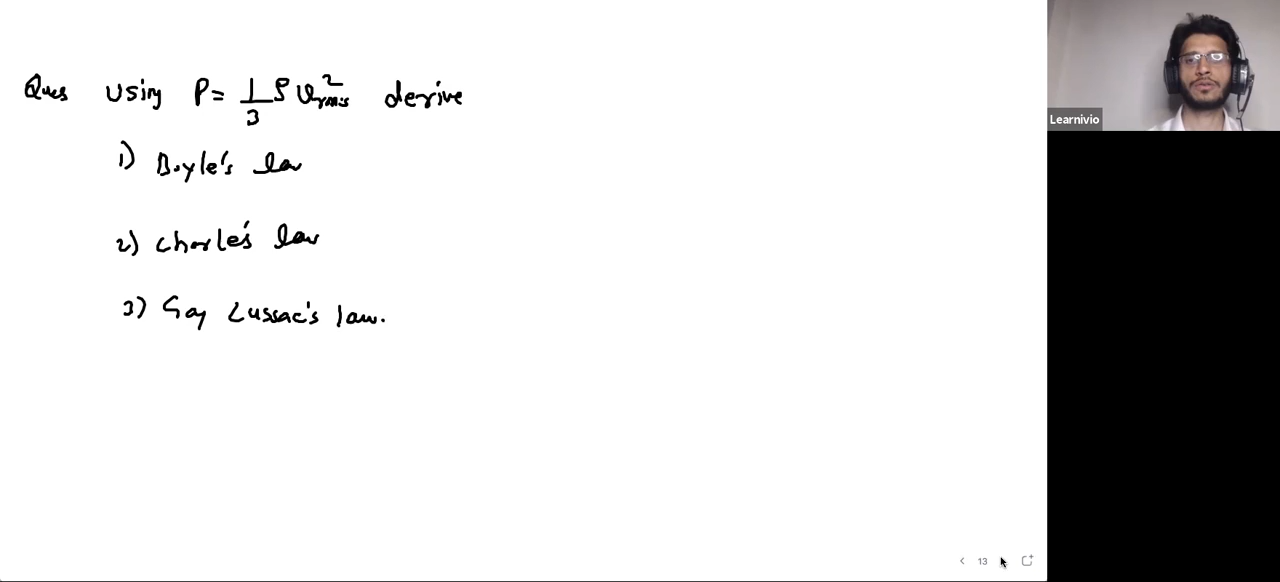 Ques Using P = 1/3 ρ v²rms derive
1) Boyle's law
2) Charle's law
3) Gay Lussac's law.
Learnivio
13